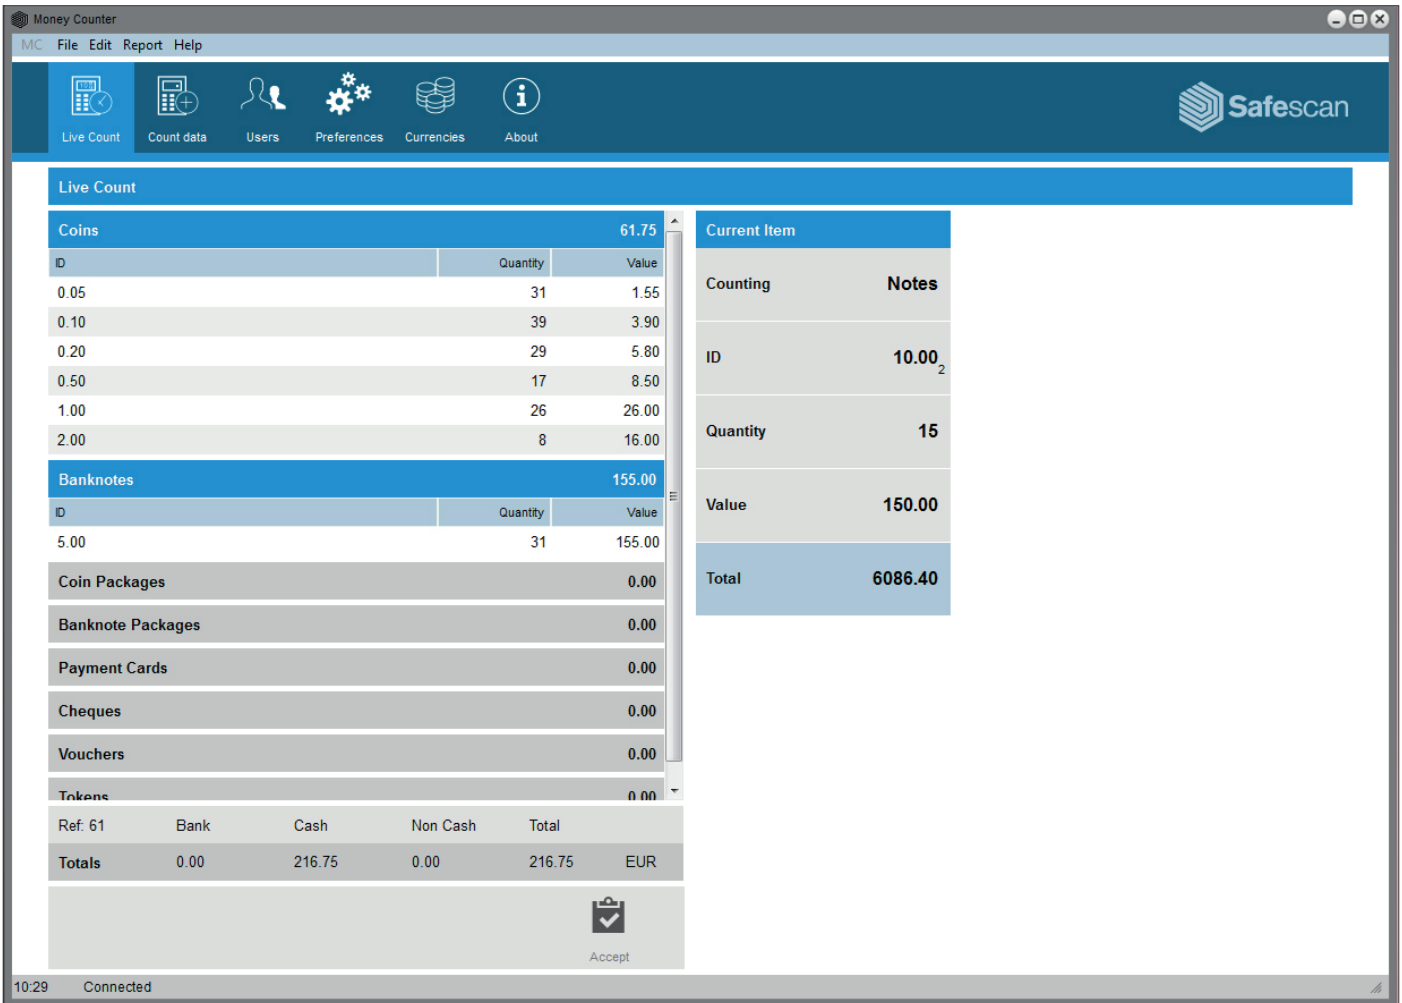 Money Counter
MC File Edit Report Help
Live Count Count data Users Preferences Currencies About
Safescan
Live Count
Coins 61.75
ID Quantity Value
0.05 31 1.55
0.10 39 3.90
0.20 29 5.80
0.50 17 8.50
1.00 26 26.00
2.00 8 16.00
Banknotes 155.00
ID Quantity Value
5.00 31 155.00
Coin Packages 0.00
Banknote Packages 0.00
Payment Cards 0.00
Cheques 0.00
Vouchers 0.00
Tokens 0.00
Ref: 61 Bank Cash Non Cash Total
Totals 0.00 216.75 0.00 216.75 EUR
Accept
Current Item
Counting Notes
ID 10.00 2
Quantity 15
Value 150.00
Total 6086.40
10:29 Connected